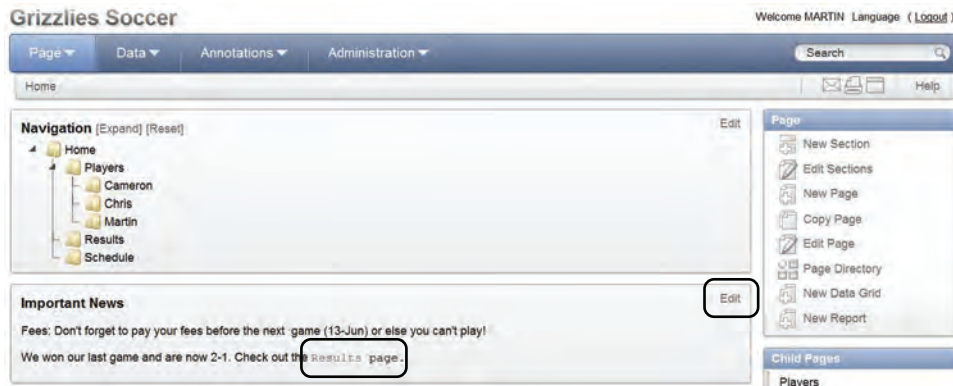 Grizzlies Soccer
Welcome MARTIN Language ( Logout )
Page Data Annotations Administration
Search
Home
Help
Navigation [Expand] [Reset]
Edit
Home
Players
Cameron
Chris
Martin
Results
Schedule
Important News
Edit
Fees: Don't forget to pay your fees before the next game (13-Jun) or else you can't play!
We won our last game and are now 2-1. Check out the Results page.
Page
New Section
Edit Sections
New Page
Copy Page
Edit Page
Page Directory
New Data Grid
New Report
Child Pages
Players